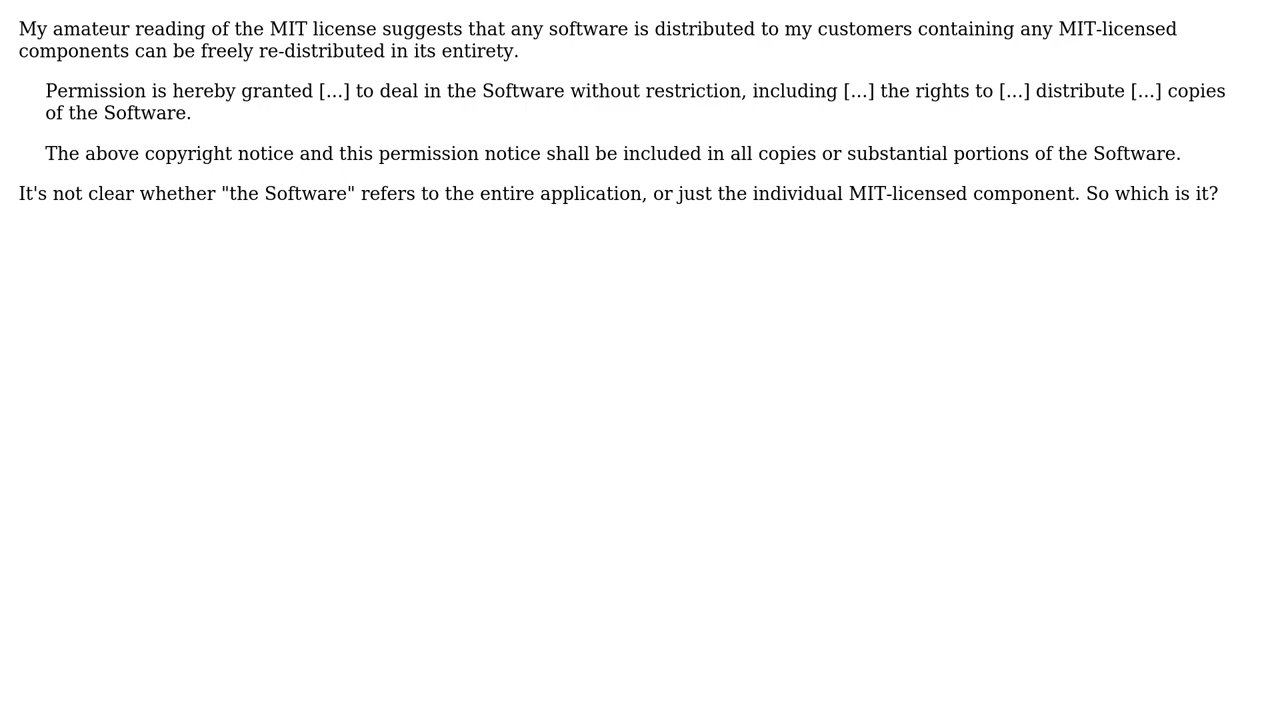 My amateur reading of the MIT license suggests that any software is distributed to my customers containing any MIT-licensed
components can be freely re-distributed in its entirety.
Permission is hereby granted [...] to deal in the Software without restriction, including [...] the rights to [...] distribute [...] copies
of the Software.
The above copyright notice and this permission notice shall be included in all copies or substantial portions of the Software.
It's not clear whether "the Software" refers to the entire application, or just the individual MIT-licensed component. So which is it?